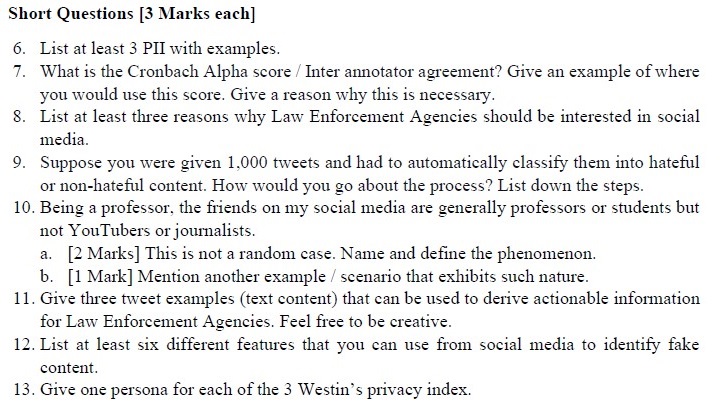 Short Questions [3 Marks each]
6. List at least 3 PII with examples.
7. What is the Cronbach Alpha score / Inter annotator agreement? Give an example of where
you would use this score. Give a reason why this is necessary.
8. List at least three reasons why Law Enforcement Agencies should be interested in social
media.
9. Suppose you were given 1,000 tweets and had to automatically classify them into hateful
or non-hateful content. How would you go about the process? List down the steps.
10. Being a professor, the friends on my social media are generally professors or students but
not YouTubers or journalists.
a. [2 Marks] This is not a random case. Name and define the phenomenon.
b. [1 Mark] Mention another example / scenario that exhibits such nature.
11. Give three tweet examples (text content) that can be used to derive actionable information
for Law Enforcement Agencies. Feel free to be creative.
12. List at least six different features that you can use from social media to identify fake
content.
13. Give one persona for each of the 3 Westin's privacy index.